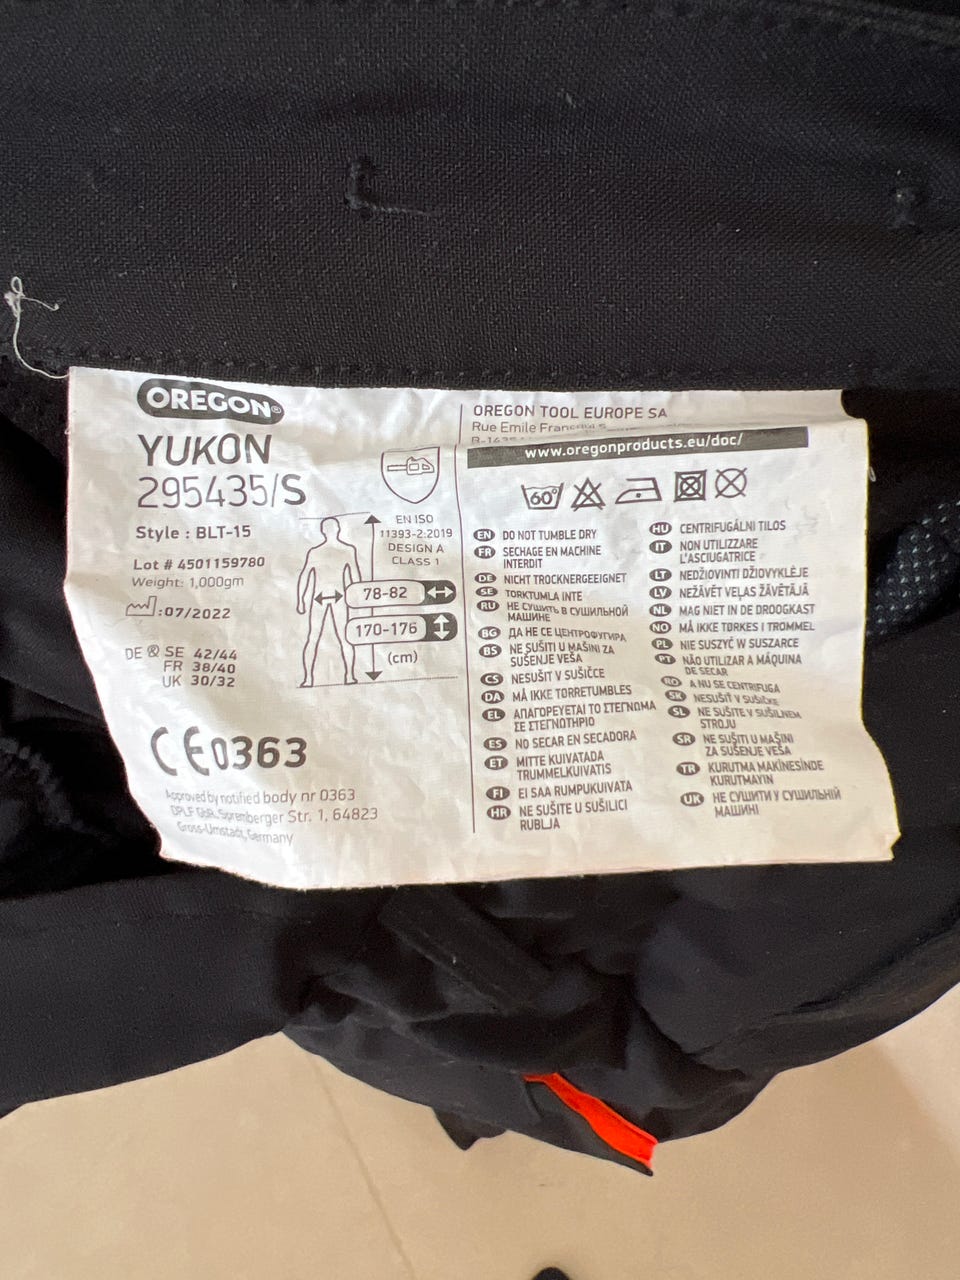 OREGON®
YUKON
295435/S
Style : BLT-15
Lot # 4501159780
Weight: 1,000gm
:07/2022
DE ® SE 42/44
FR 38/40
UK 30/32
EN ISO
11393-2:2019
DESIGN A
CLASS 1
78-82
170-176
(cm)
CE0363
Approved by notified body nr 0363
DPLF GbR, Sprenberger Str. 1, 64823
Gross-Umstadt, Germany
OREGON TOOL EUROPE SA
Rue Emile
www.oregonproducts.eu/doc/
60°
EN DO NOT TUMBLE DRY
FR SECHAGE EN MACHINE
INTERDIT
DE NICHT TROCKNERGEEIGNET
SE TORKTUMLA INTE
RU НЕ СУШИТЬ В СУШИЛЬНОЙ
МАШИНЕ
BG ДА НЕ СЕ ЦЕНТРОФУГИРА
BS NE SUŠITI U MAŠINI ZA
SUŠENJE VEŠA
CS NESUŠIT V SUŠIČCE
DA MÅ IKKE TØRRETUMBLES
EL ΑΠΑΓΟΡΕΥΕΤΑΙ ΤΟ ΣΤΕΓΝΩΜΑ
ΣΕ ΣΤΕΓΝΩΤΗΡΙΟ
ES NO SECAR EN SECADORA
ET MITTE KUIVATADA
TRUMMELKUIVATIS
FI EI SAA RUMPUKUIVATA
HR NE SUŠITE U SUŠILICI
RUBLJA
HU CENTRIFUGÁLNI TILOS
IT NON UTILIZZARE
L'ASCIUGATRICE
LT NEDŽIOVINTI DŽIOVYKLĖJE
LV NEŽĀVĒT VEĻAS ŽĀVĒTĀJĀ
NL MAG NIET IN DE DROOGKAST
NO MÅ IKKE TØRKES I TROMMEL
PL NIE SUSZYĆ W SUSZARCE
PT NÃO UTILIZAR A MÁQUINA
DE SECAR
RO A NU SE CENTRIFUGA
SK NESUŠIŤ V SUŠIČKE
SL NE SUŠITE V SUŠILNEM
STROJU
SR NE SUŠITI U MAŠINI
ZA SUŠENJE VEŠA
TR KURUTMA MAKİNESİNDE
KURUTMAYIN
UK НЕ СУШИТИ У СУШИЛЬНІЙ
МАШИНІ